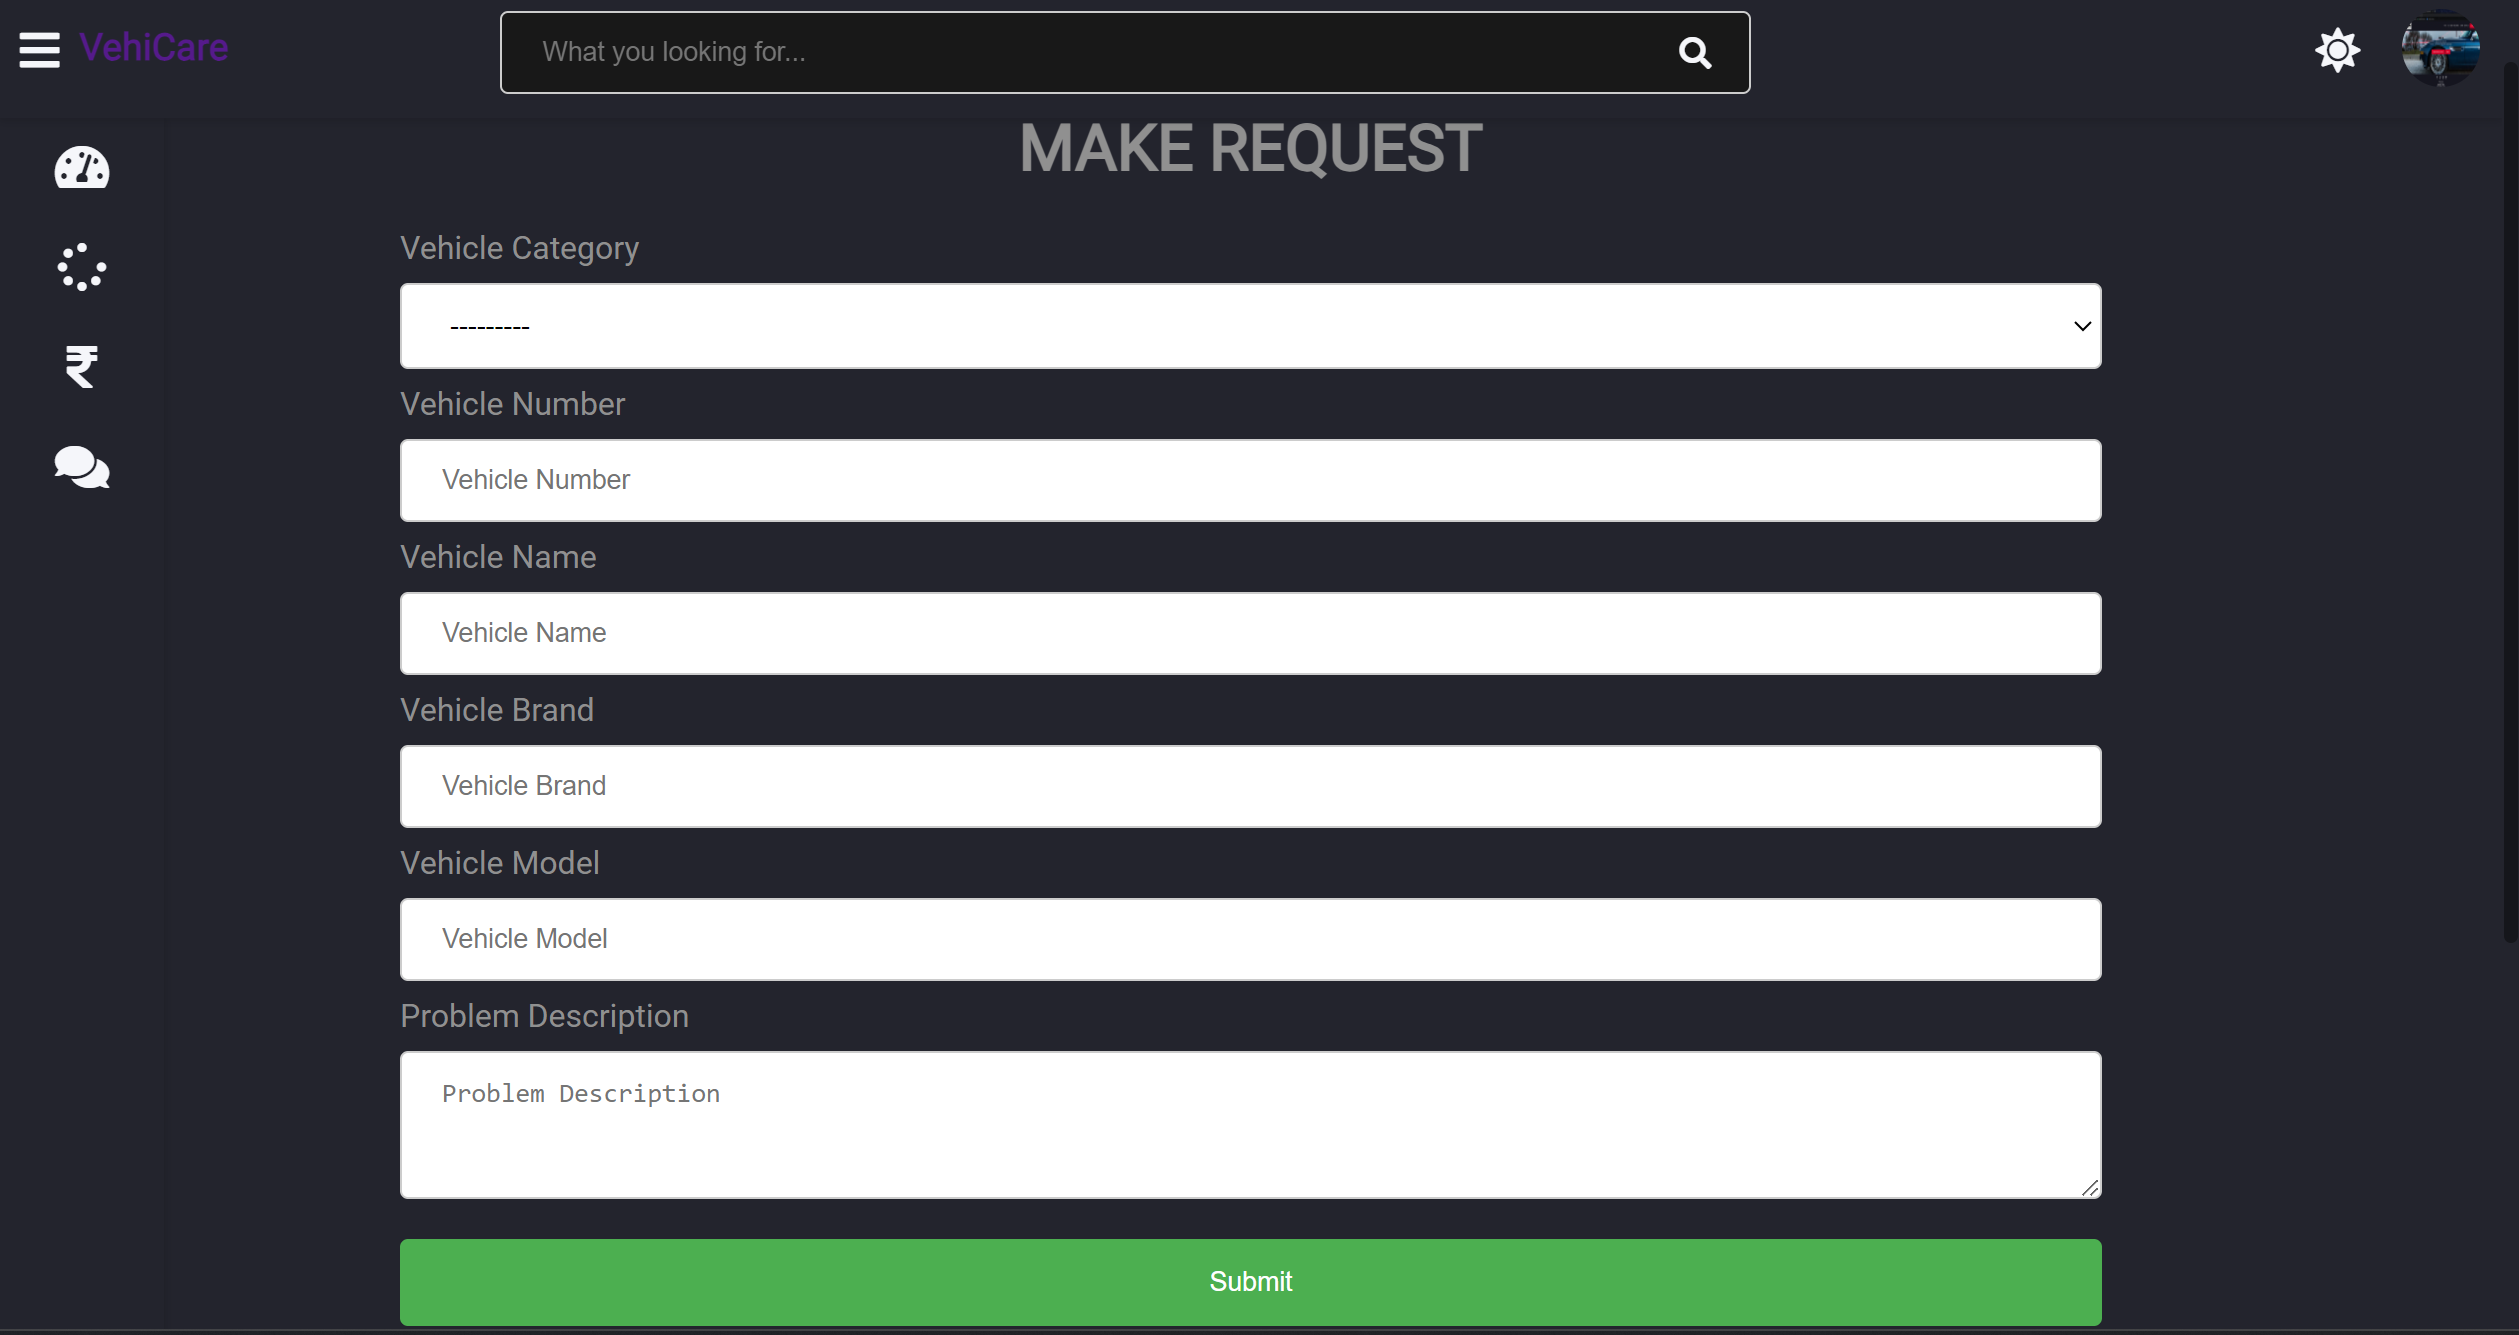 VehiCare
What you looking for...
MAKE REQUEST
Vehicle Category
---------
Vehicle Number
Vehicle Number
Vehicle Name
Vehicle Name
Vehicle Brand
Vehicle Brand
Vehicle Model
Vehicle Model
Problem Description
Problem Description
Submit